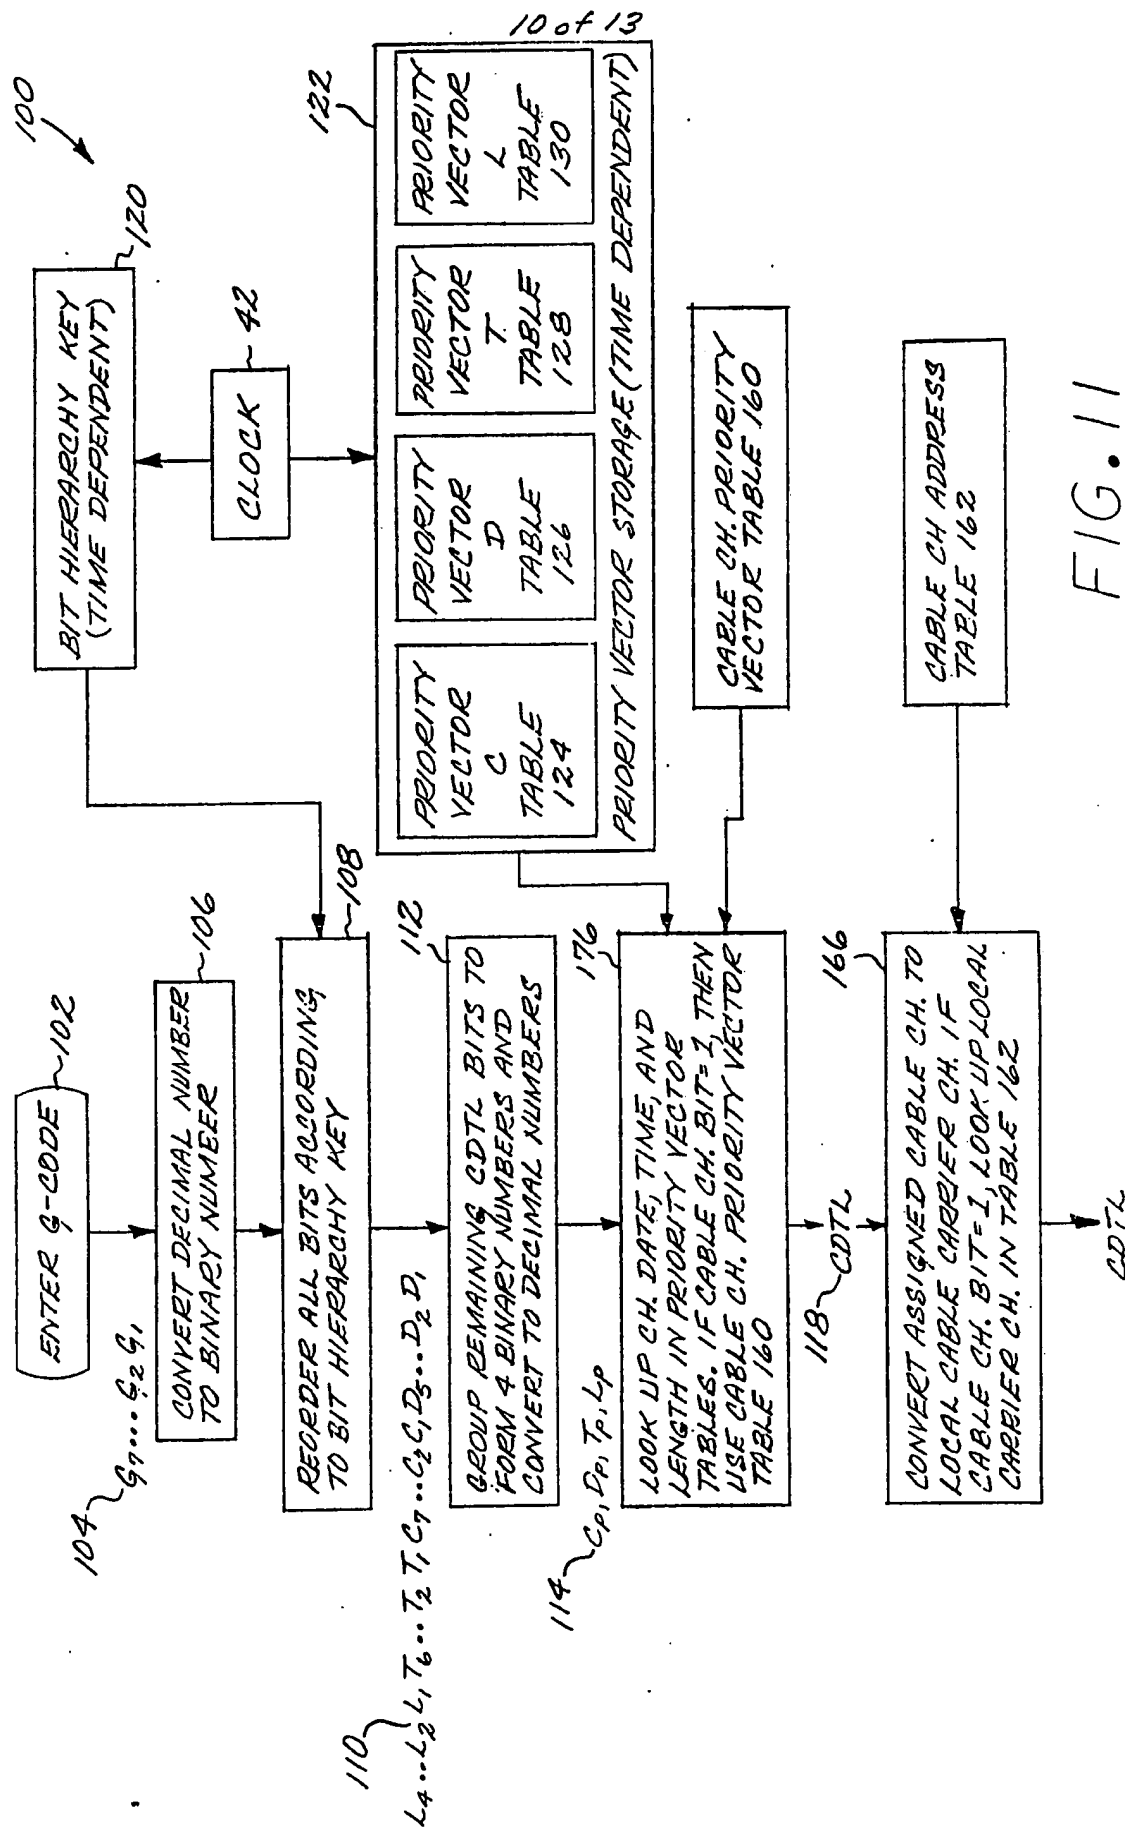 10 of 13
100
ENTER G-CODE
102
104
G7...G2 G1
CONVERT DECIMAL NUMBER
TO BINARY NUMBER
106
REORDER ALL BITS ACCORDING
TO BIT HIERARCHY KEY
108
BIT HIERARCHY KEY
(TIME DEPENDENT)
120
CLOCK
42
110
L4..L2 L1 T6..T2 T1 C7..C2 C1 D5...D2 D1
GROUP REMAINING CDTL BITS TO
FORM 4 BINARY NUMBERS AND
CONVERT TO DECIMAL NUMBERS
112
122
PRIORITY
VECTOR
C
TABLE
124
PRIORITY
VECTOR
D
TABLE
126
PRIORITY
VECTOR
T
TABLE
128
PRIORITY
VECTOR
L
TABLE
130
PRIORITY VECTOR STORAGE (TIME DEPENDENT)
114
Cp, Dp, Tp, Lp
LOOK UP CH. DATE, TIME, AND
LENGTH IN PRIORITY VECTOR
TABLES. IF CABLE CH. BIT=1, THEN
USE CABLE CH. PRIORITY VECTOR
TABLE 160
176
CABLE CH. PRIORITY
VECTOR TABLE 160
118
CDTL
CONVERT ASSIGNED CABLE CH. TO
LOCAL CABLE CARRIER CH. IF
CABLE CH. BIT=1, LOOK UP LOCAL
CARRIER CH. IN TABLE 162
166
CABLE CH ADDRESS
TABLE 162
CDTL
FIG. 11